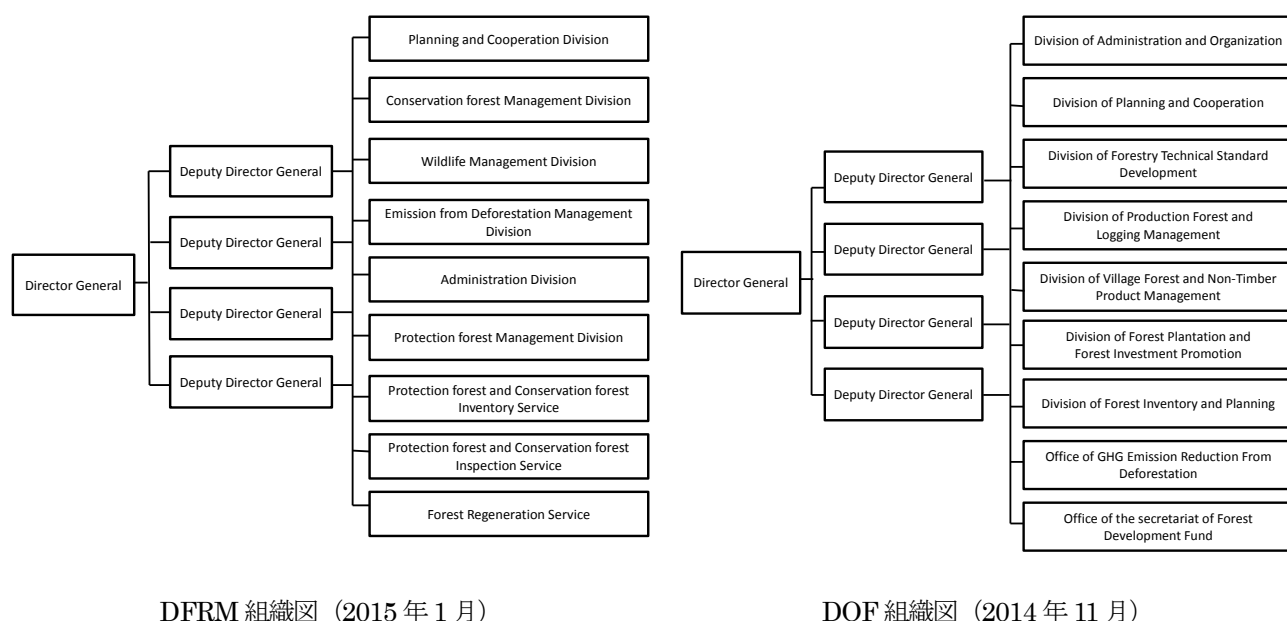 Director General
Deputy Director General
Deputy Director General
Deputy Director General
Deputy Director General
Planning and Cooperation Division
Conservation forest Management Division
Wildlife Management Division
Emission from Deforestation Management
Division
Administration Division
Protection forest Management Division
Protection forest and Conservation forest
Inventory Service
Protection forest and Conservation forest
Inspection Service
Forest Regeneration Service
DFRM 組織図（2015 年 1 月）
Director General
Deputy Director General
Deputy Director General
Deputy Director General
Deputy Director General
Division of Administration and Organization
Division of Planning and Cooperation
Division of Forestry Technical Standard
Development
Division of Production Forest and
Logging Management
Division of Village Forest and Non-Timber
Product Management
Division of Forest Plantation and
Forest Investment Promotion
Division of Forest Inventory and Planning
Office of GHG Emission Reduction From
Deforestation
Office of the secretariat of Forest
Development Fund
DOF 組織図（2014 年 11 月）